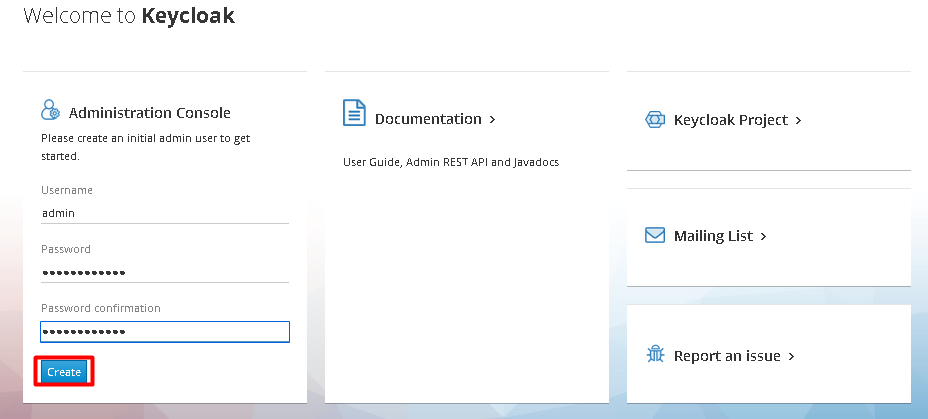 Welcome to Keycloak
Administration Console
Please create an initial admin user to get
started.
Username
admin
Password
••••••••••••
Password confirmation
••••••••••••
Create
Documentation >
User Guide, Admin REST API and Javadocs
Keycloak Project >
Mailing List >
Report an issue >